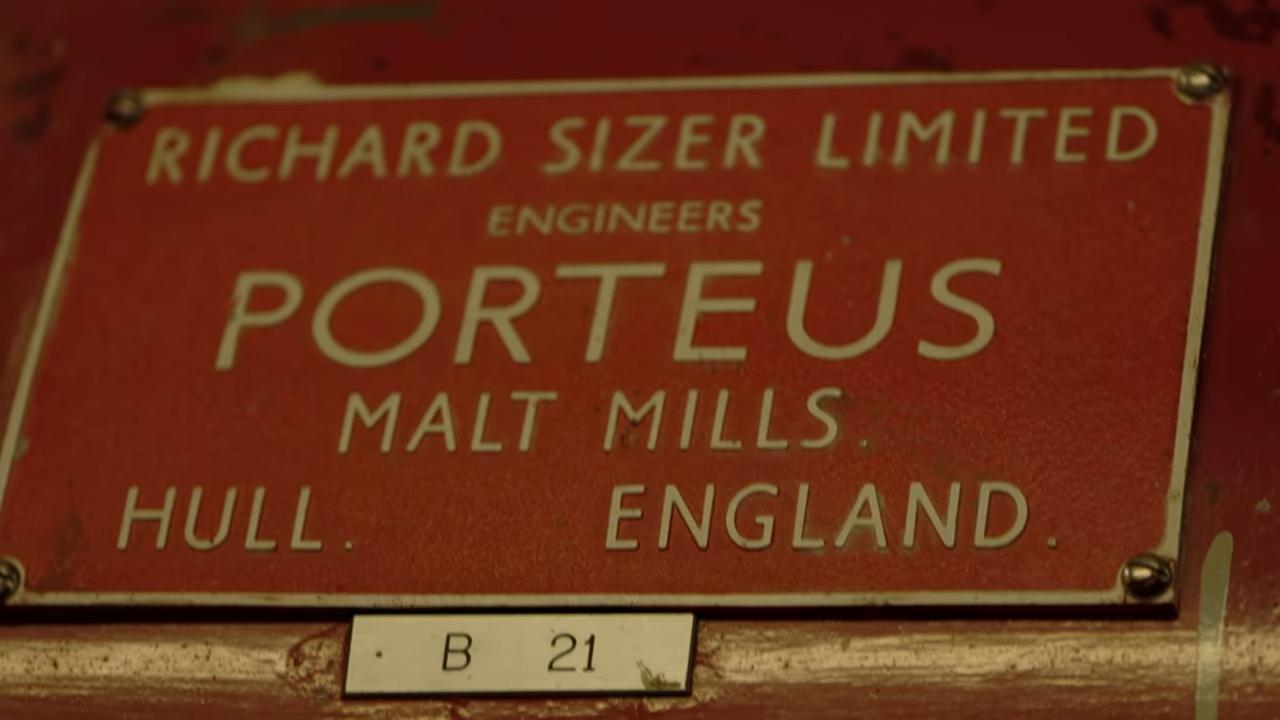 RICHARD SIZER LIMITED
ENGINEERS
PORTEUS
MALT MILLS.
HULL. ENGLAND.
B 21